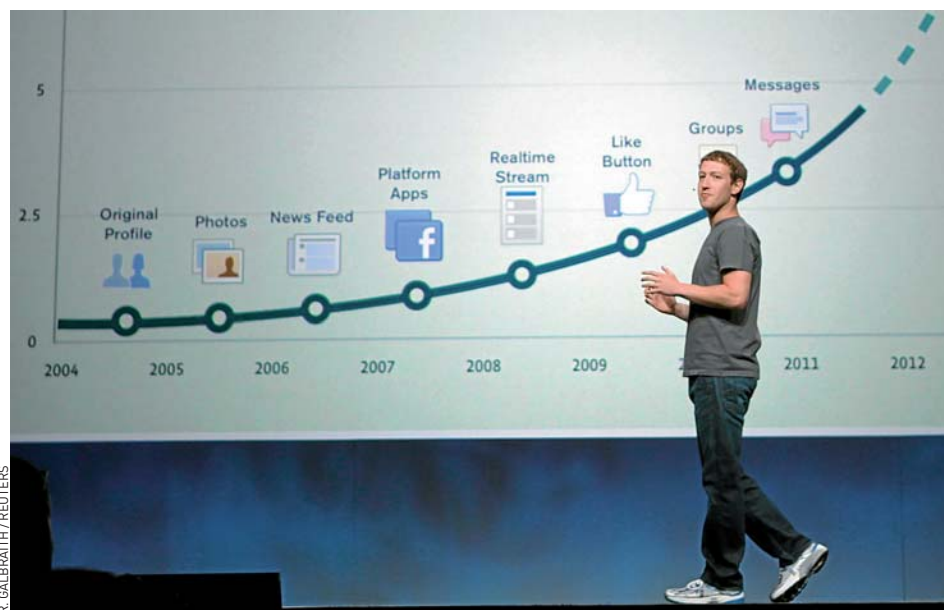 5
2.5
0
Original
Profile
Photos
News Feed
Platform
Apps
f
Realtime
Stream
Like
Button
Groups
Messages
2004
2005
2006
2007
2008
2009
2011
2012
R. GALBRAITH / REUTERS